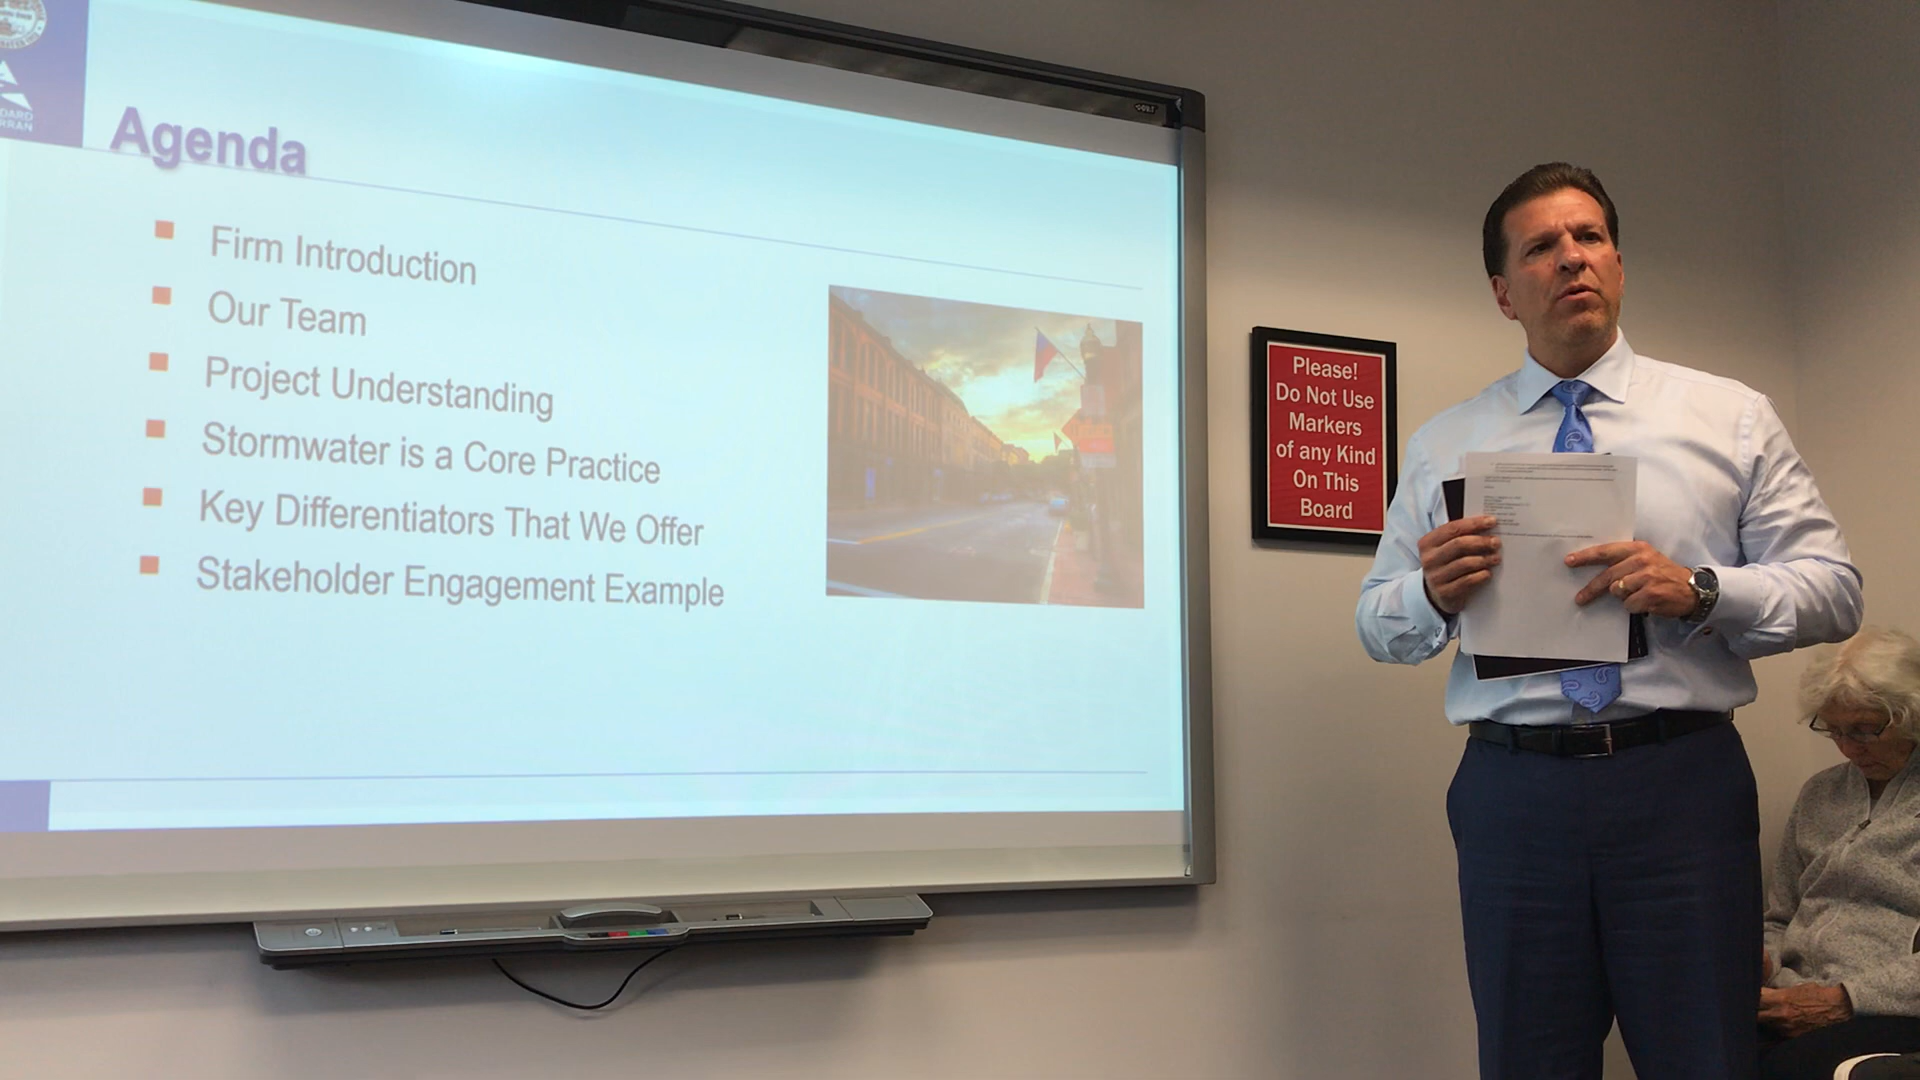 Agenda
Firm Introduction
Our Team
Project Understanding
Stormwater is a Core Practice
Key Differentiators That We Offer
Stakeholder Engagement Example
Please!
Do Not Use
Markers
of any Kind
On This
Board